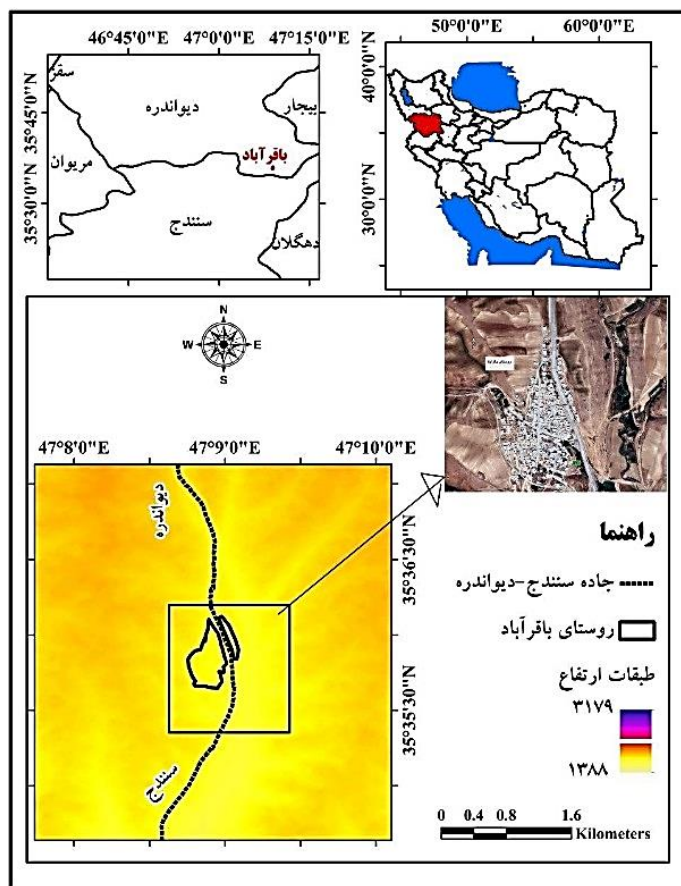 46°45'0"E 47°0'0"E 47°15'0"E
35°45'0"N
35°30'0"N
سقز
دیواندره
بیجار
باقرآباد
مریوان
سنندج
دهگلان
50°0'0"E 60°0'0"E
40°0'0"N
30°0'0"N
N
W E
S
47°8'0"E 47°9'0"E 47°10'0"E
35°36'30"N
35°35'30"N
دیواندره
سنندج
راهنما
جاده سنندج-دیواندره
روستای باقرآباد
طبقات ارتفاع
۳۱۷۹
۱۳۸۸
0 0.4 0.8 1.6
Kilometers